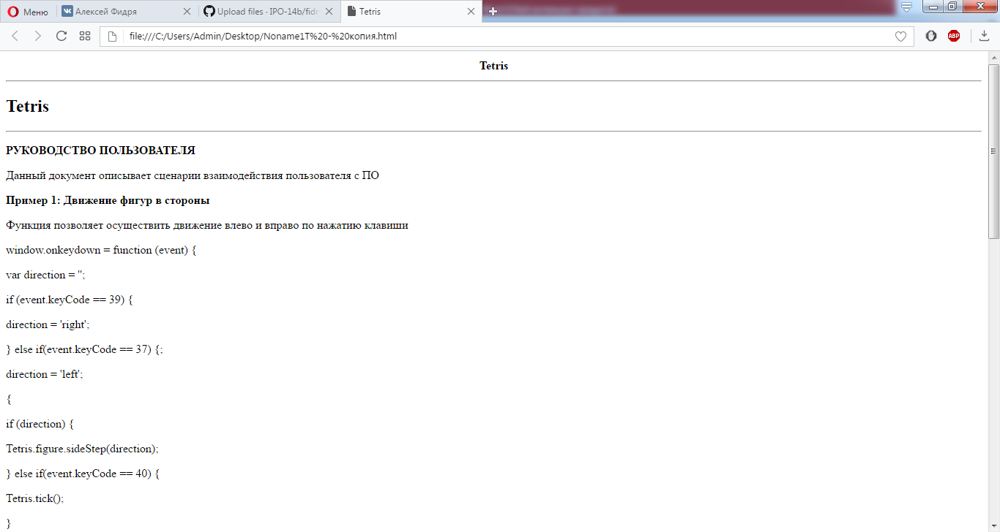 Меню
Алексей Фидря
Upload files · IPO-14b/fidr
Tetris
file:///C:/Users/Admin/Desktop/Noname1T%20-%20копия.html
ABP
Tetris
Tetris
РУКОВОДСТВО ПОЛЬЗОВАТЕЛЯ
Данный документ описывает сценарии взаимодействия пользователя с ПО
Пример 1: Движение фигур в стороны
Функция позволяет осуществить движение влево и вправо по нажатию клавиши
window.onkeydown = function (event) {
var direction = '';
if (event.keyCode == 39) {
direction = 'right';
} else if(event.keyCode == 37) {;
direction = 'left';
{
if (direction) {
Tetris.figure.sideStep(direction);
} else if(event.keyCode == 40) {
Tetris.tick();
}